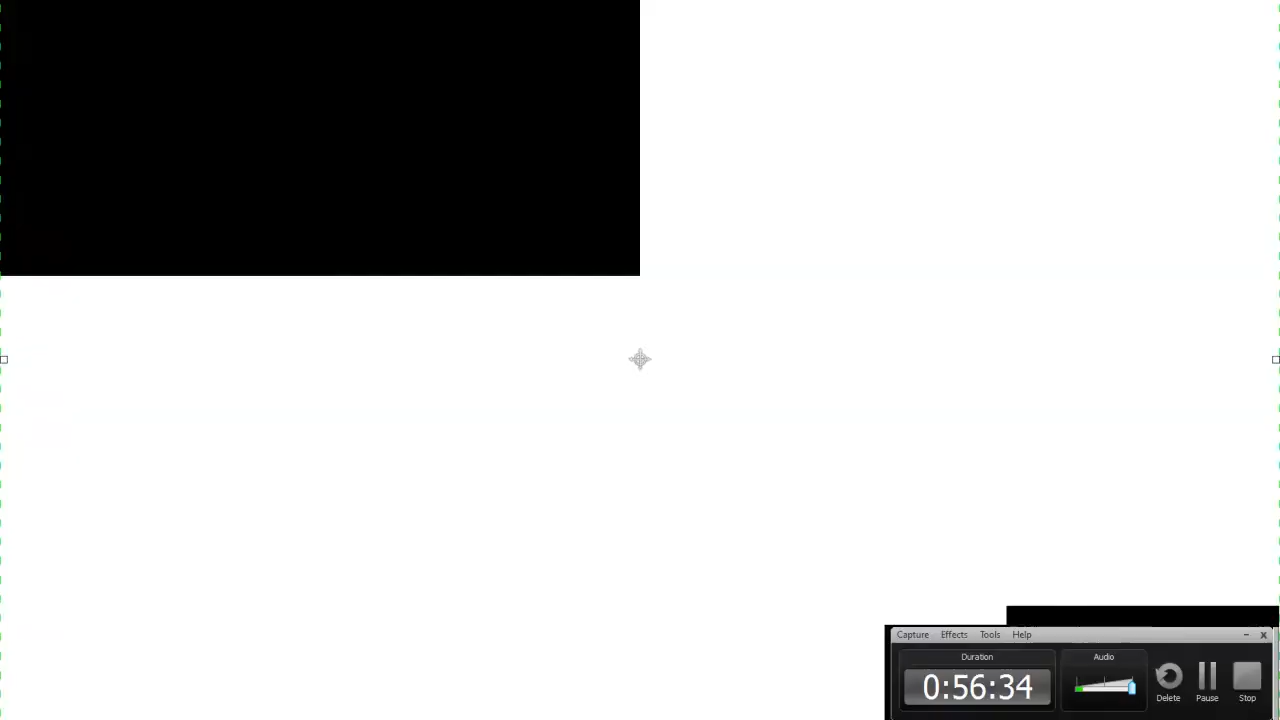 Capture Effects Tools Help
Duration
Audio
0:56:34
Delete Pause Stop